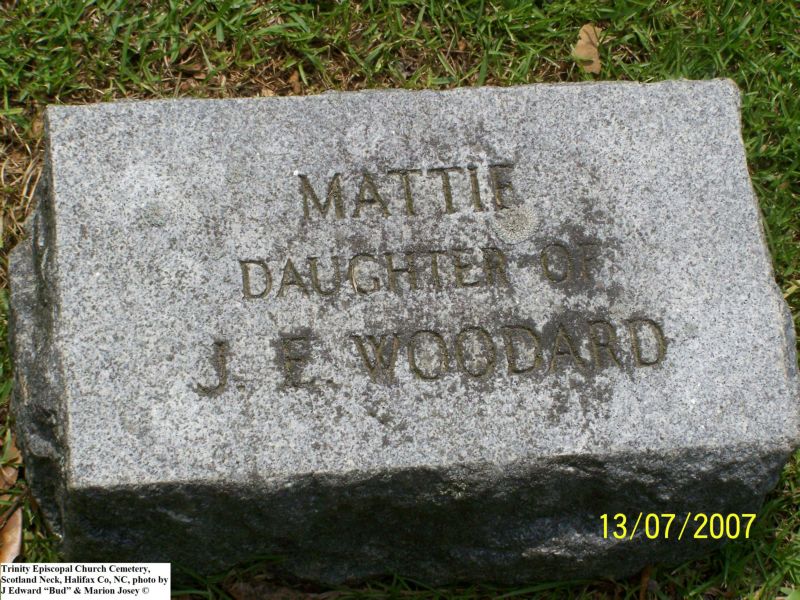 MATTIE
DAUGHTER OF
J. E. WOODARD
13/07/2007
Trinity Episcopal Church Cemetery,
Scotland Neck, Halifax Co, NC, photo by
J Edward “Bud” & Marion Josey ©